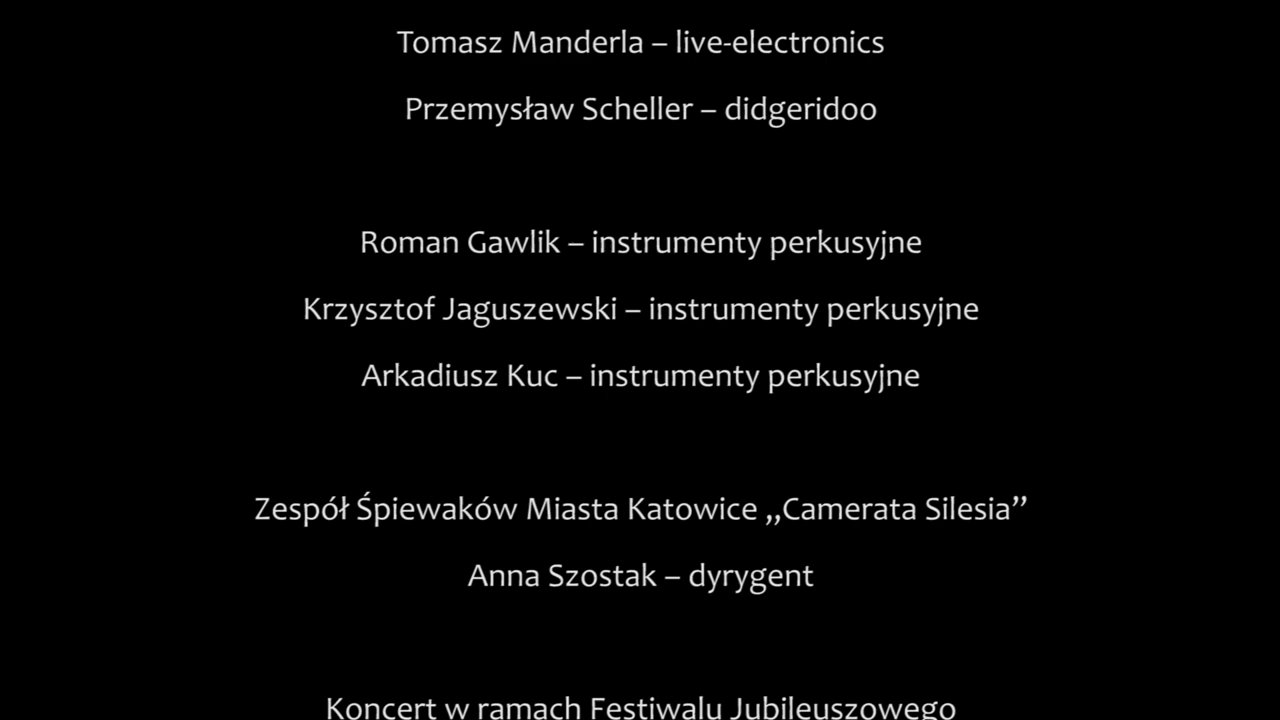 Tomasz Manderla – live-electronics
Przemysław Scheller – didgeridoo
Roman Gawlik – instrumenty perkusyjne
Krzysztof Jaguszewski – instrumenty perkusyjne
Arkadiusz Kuc – instrumenty perkusyjne
Zespół Śpiewaków Miasta Katowice „Camerata Silesia”
Anna Szostak – dyrygent
Koncert w ramach Festiwalu Jubileuszowego